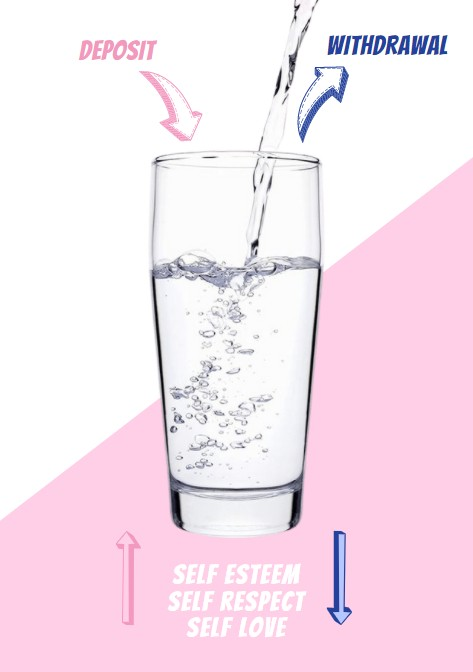 DEPOSIT
WITHDRAWAL
SELF ESTEEM
SELF RESPECT
SELF LOVE